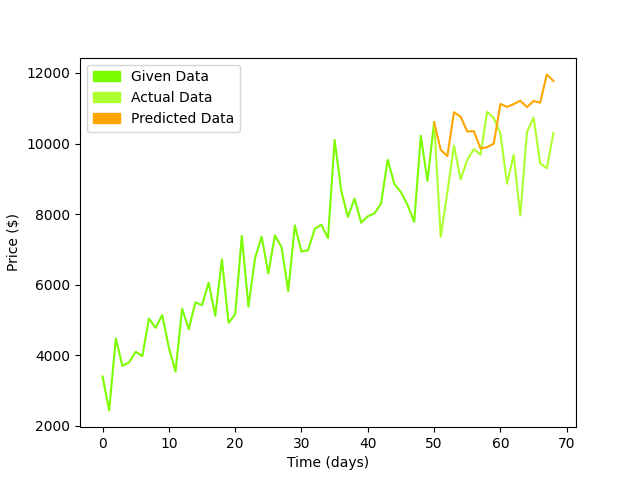 Given Data
Actual Data
Predicted Data
12000
10000
8000
6000
4000
2000
Price ($)
0 10 20 30 40 50 60 70
Time (days)